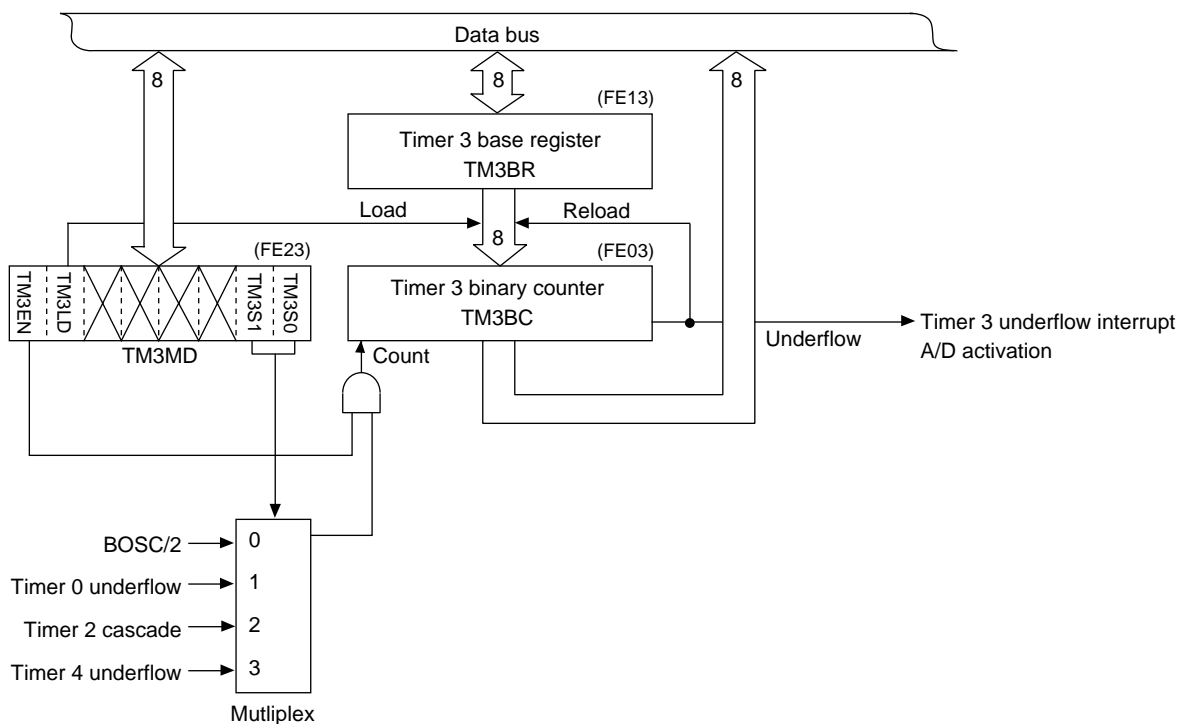 Data bus
8
8
8
(FE13)
Timer 3 base register
TM3BR
Load
Reload
8
(FE23)
(FE03)
TM3EN
TM3LD
TM3S1
TM3S0
Timer 3 binary counter
TM3BC
TM3MD
Count
Underflow
Timer 3 underflow interrupt
A/D activation
BOSC/2
0
Timer 0 underflow
1
Timer 2 cascade
2
Timer 4 underflow
3
Mutliplex